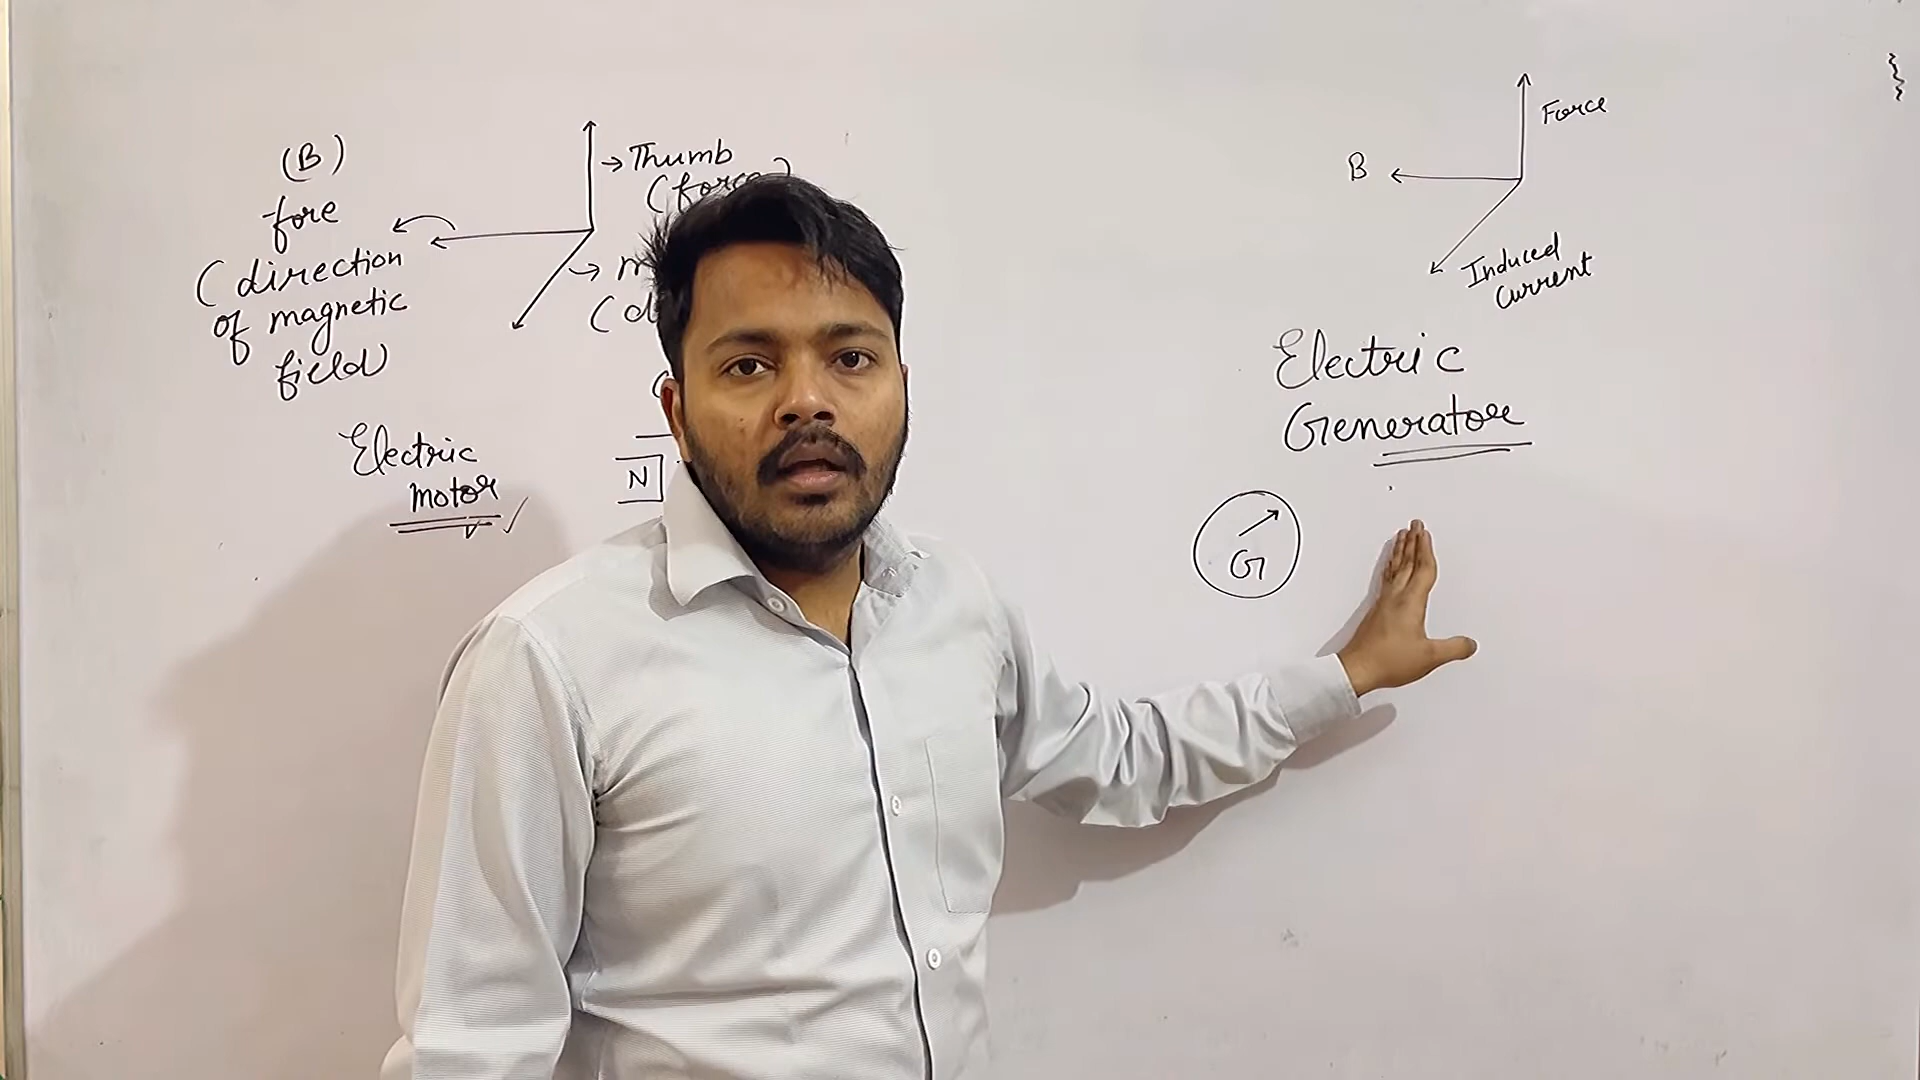 (B)
fore
(direction
of magnetic
field
Thumb
(force)
Electric
motor
N
B
Force
Induced
Current
Electric
Generator
G